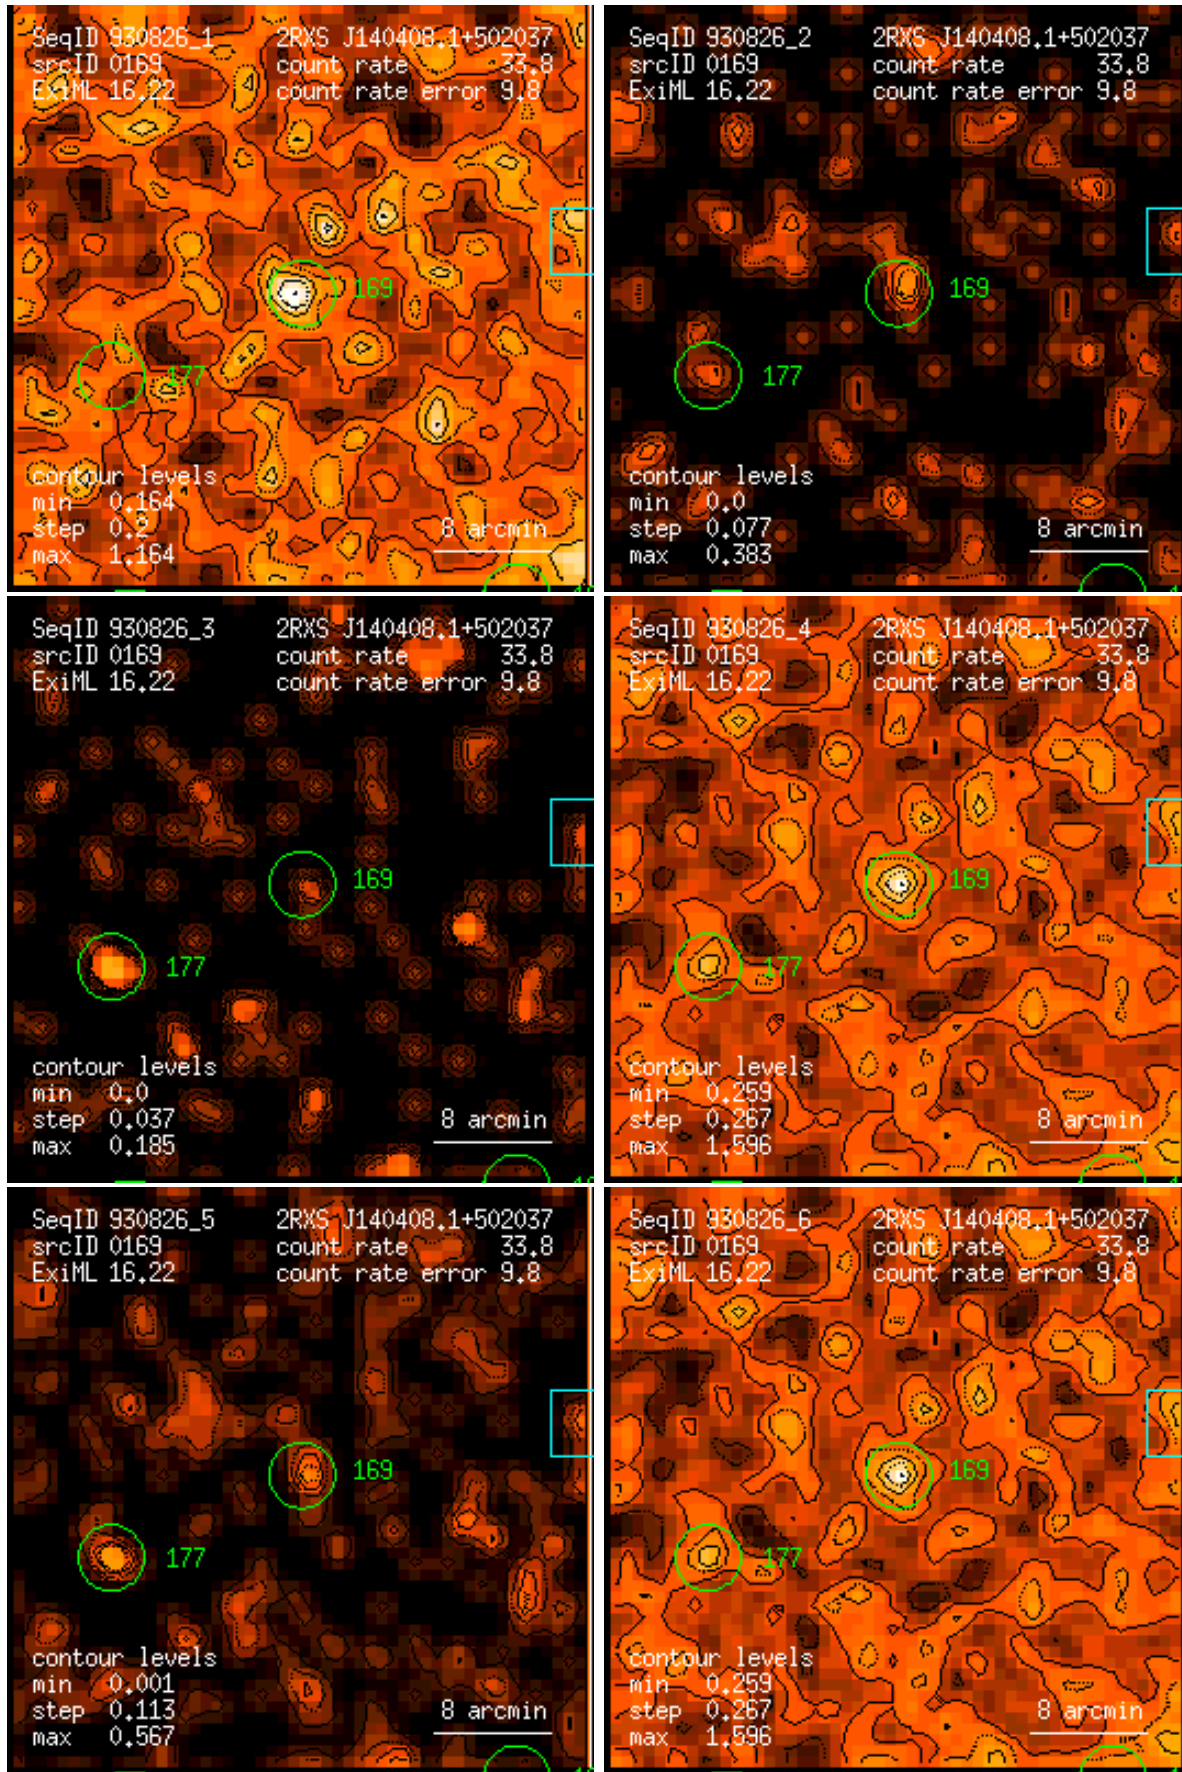 SeqID 930826_1 2RXS J140408.1+502037
srcID 0169 count rate 33.8
ExiML 16.22 count rate error 9.8
169
177
contour levels
min 0.164
step 0.2
max 1.164
8 arcmin
SeqID 930826_2 2RXS J140408.1+502037
srcID 0169 count rate 33.8
ExiML 16.22 count rate error 9.8
169
177
contour levels
min 0.0
step 0.077
max 0.383
8 arcmin
SeqID 930826_3 2RXS J140408.1+502037
srcID 0169 count rate 33.8
ExiML 16.22 count rate error 9.8
169
177
contour levels
min 0.0
step 0.037
max 0.185
8 arcmin
SeqID 930826_4 2RXS J140408.1+502037
srcID 0169 count rate 33.8
ExiML 16.22 count rate error 9.8
169
177
contour levels
min 0.259
step 0.267
max 1.596
8 arcmin
SeqID 930826_5 2RXS J140408.1+502037
srcID 0169 count rate 33.8
ExiML 16.22 count rate error 9.8
169
177
contour levels
min 0.001
step 0.113
max 0.567
8 arcmin
SeqID 930826_6 2RXS J140408.1+502037
srcID 0169 count rate 33.8
ExiML 16.22 count rate error 9.8
169
177
contour levels
min 0.259
step 0.267
max 1.596
8 arcmin